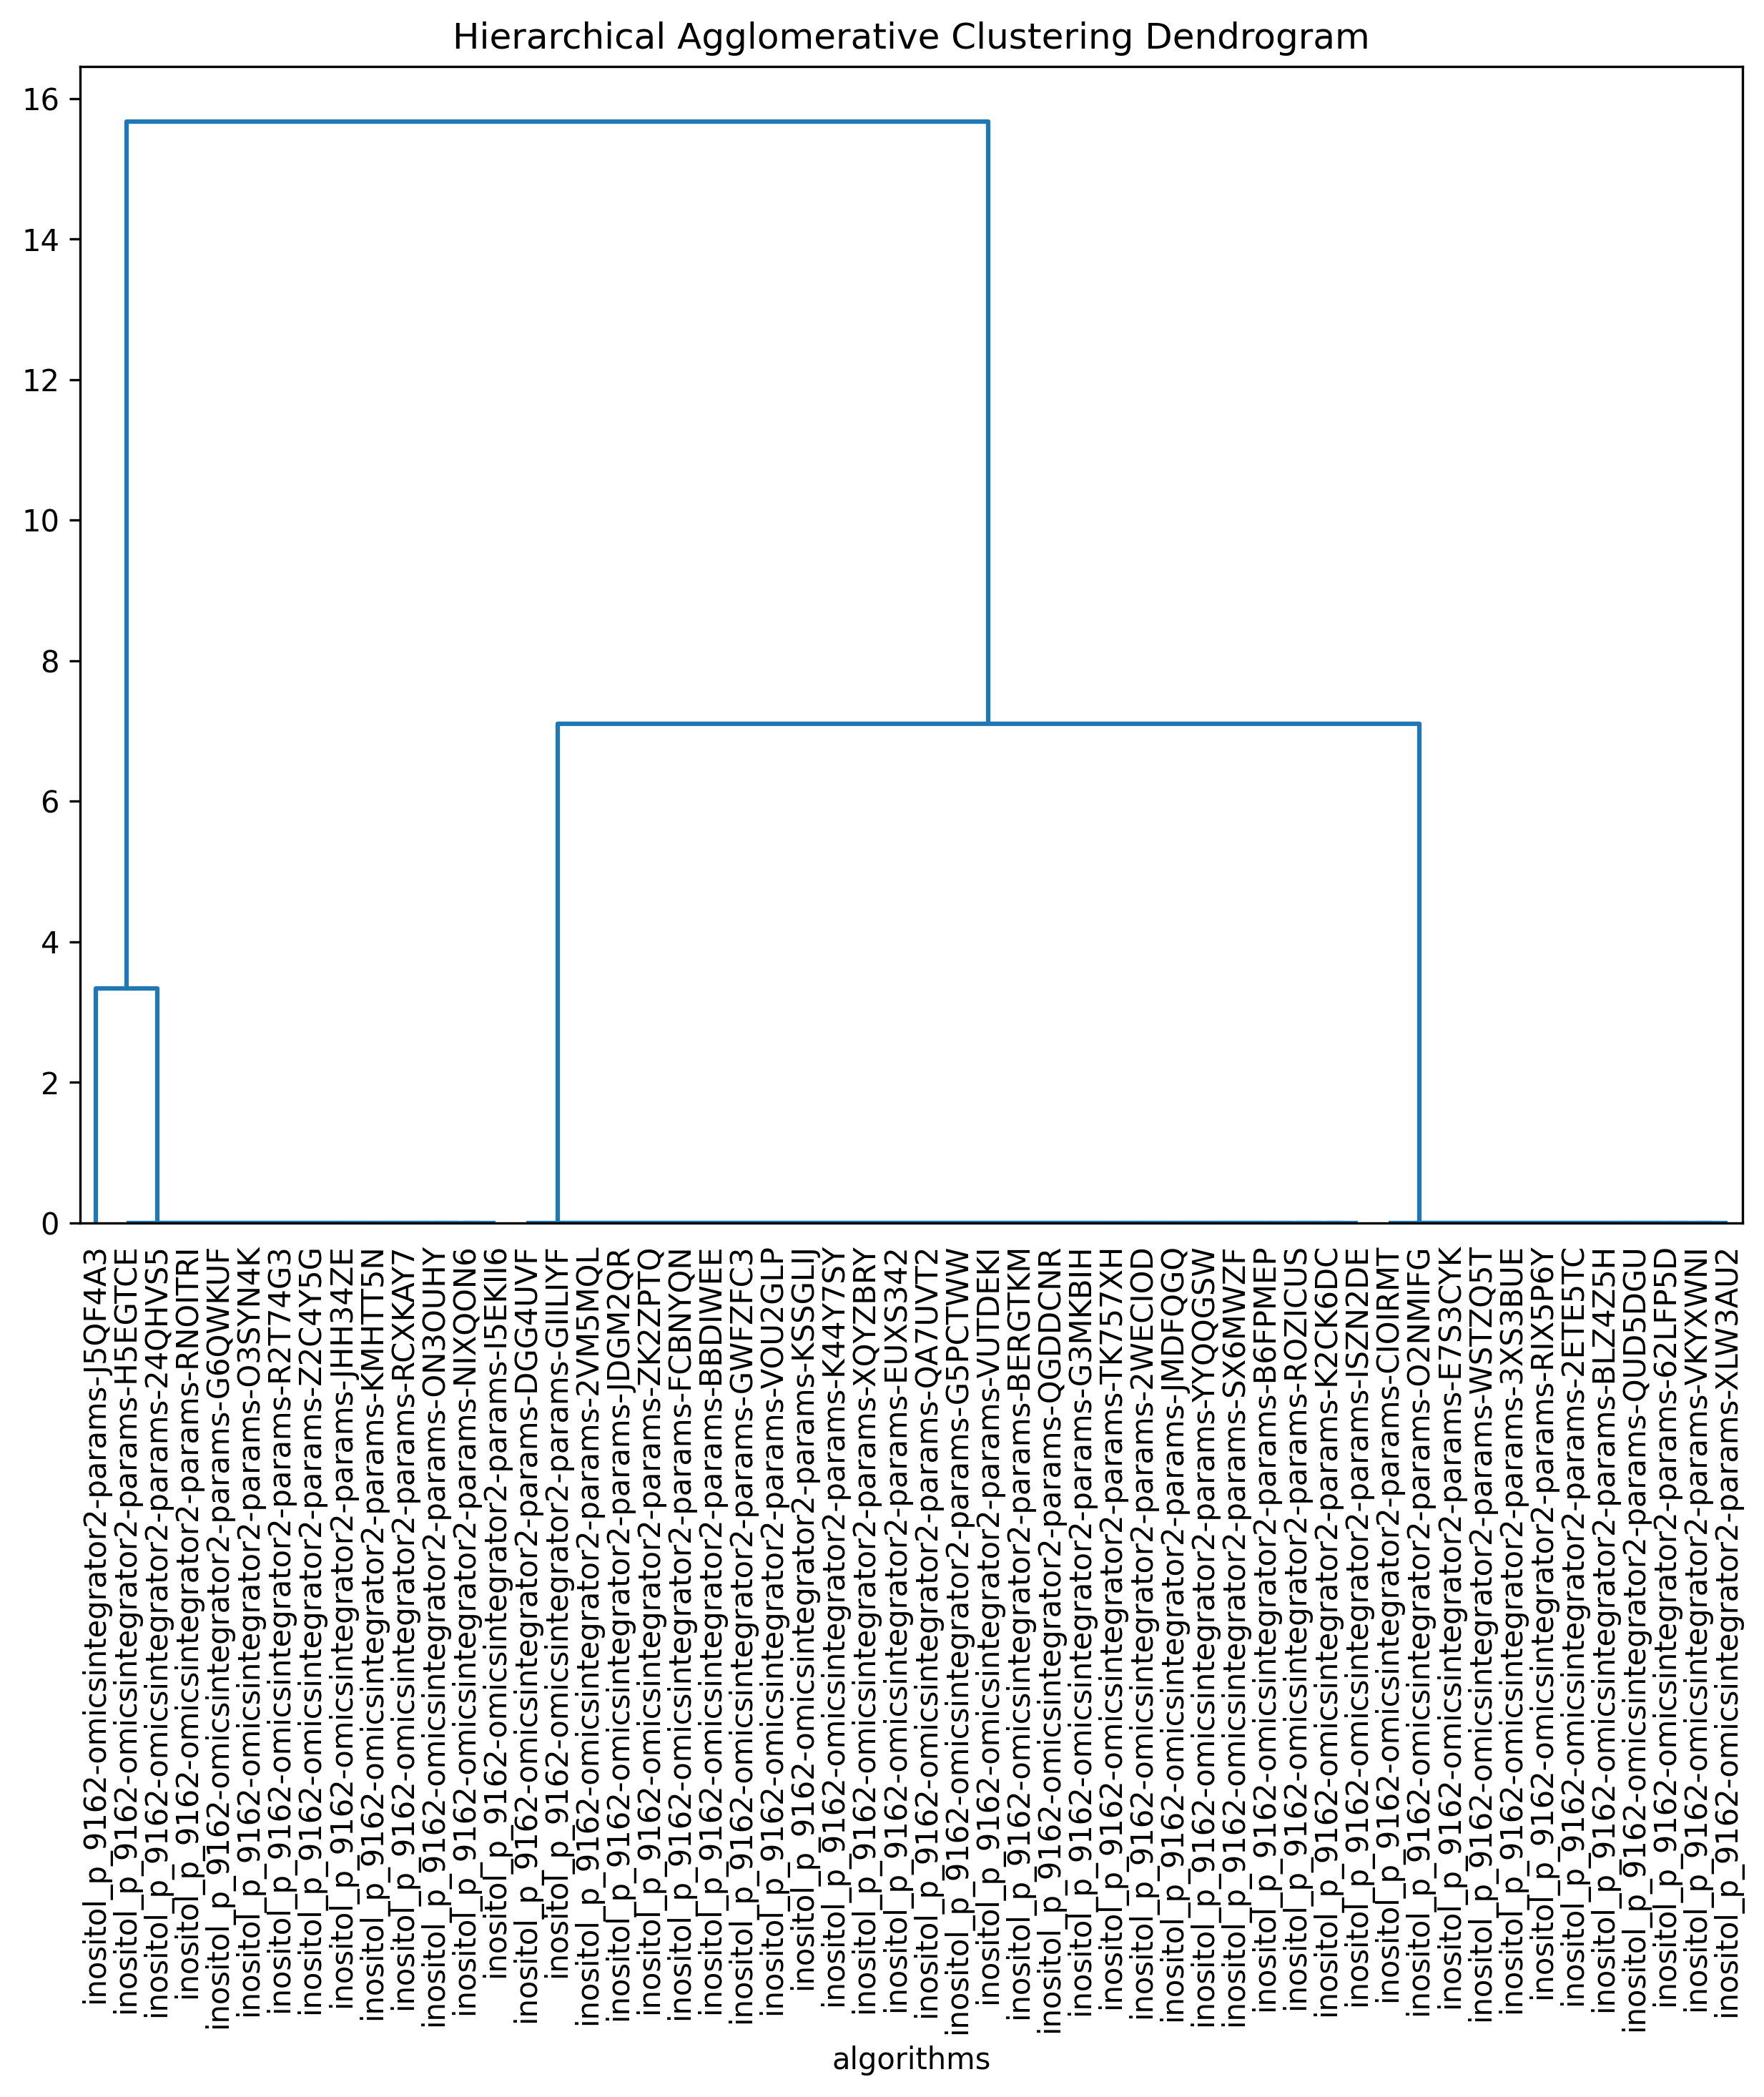 Hierarchical Agglomerative Clustering Dendrogram
16
14
12
10
8
6
4
2
0
inositol_p_9162-omicsintegrator2-params-J5QF4A3
inositol_p_9162-omicsintegrator2-params-H5EGTCE
inositol_p_9162-omicsintegrator2-params-24QHVS5
inositol_p_9162-omicsintegrator2-params-RNOITRI
inositol_p_9162-omicsintegrator2-params-G6QWKUF
inositol_p_9162-omicsintegrator2-params-O3SYN4K
inositol_p_9162-omicsintegrator2-params-R2T74G3
inositol_p_9162-omicsintegrator2-params-Z2C4Y5G
inositol_p_9162-omicsintegrator2-params-JHH34ZE
inositol_p_9162-omicsintegrator2-params-KMHTT5N
inositol_p_9162-omicsintegrator2-params-RCXKAY7
inositol_p_9162-omicsintegrator2-params-ON3OUHY
inositol_p_9162-omicsintegrator2-params-NIXQQON6
inositol_p_9162-omicsintegrator2-params-I5EKII6
inositol_p_9162-omicsintegrator2-params-DGG4UVF
inositol_p_9162-omicsintegrator2-params-GIILIYF
inositol_p_9162-omicsintegrator2-params-2VM5MQL
inositol_p_9162-omicsintegrator2-params-JDGM2QR
inositol_p_9162-omicsintegrator2-params-ZK2ZPTQ
inositol_p_9162-omicsintegrator2-params-FCBNYQN
inositol_p_9162-omicsintegrator2-params-BBDIWEE
inositol_p_9162-omicsintegrator2-params-GWFZFC3
inositol_p_9162-omicsintegrator2-params-VOU2GLP
inositol_p_9162-omicsintegrator2-params-KSSGLIJ
inositol_p_9162-omicsintegrator2-params-K44Y7SY
inositol_p_9162-omicsintegrator2-params-XQYZBRY
inositol_p_9162-omicsintegrator2-params-EUXS342
inositol_p_9162-omicsintegrator2-params-QA7UVT2
inositol_p_9162-omicsintegrator2-params-G5PCTWW
inositol_p_9162-omicsintegrator2-params-VUTDEKI
inositol_p_9162-omicsintegrator2-params-BERGTKM
inositol_p_9162-omicsintegrator2-params-QGDDCNR
inositol_p_9162-omicsintegrator2-params-G3MKBIH
inositol_p_9162-omicsintegrator2-params-TK757XH
inositol_p_9162-omicsintegrator2-params-2WECIOD
inositol_p_9162-omicsintegrator2-params-JMDFQGQ
inositol_p_9162-omicsintegrator2-params-YYQQGSW
inositol_p_9162-omicsintegrator2-params-SX6MWZF
inositol_p_9162-omicsintegrator2-params-B6FPMEP
inositol_p_9162-omicsintegrator2-params-ROZICUS
inositol_p_9162-omicsintegrator2-params-K2CK6DC
inositol_p_9162-omicsintegrator2-params-ISZN2DE
inositol_p_9162-omicsintegrator2-params-CIOIRMT
inositol_p_9162-omicsintegrator2-params-O2NMIFG
inositol_p_9162-omicsintegrator2-params-E7S3CYK
inositol_p_9162-omicsintegrator2-params-WSTZQ5T
inositol_p_9162-omicsintegrator2-params-3XS3BUE
inositol_p_9162-omicsintegrator2-params-RIX5P6Y
inositol_p_9162-omicsintegrator2-params-2ETE5TC
inositol_p_9162-omicsintegrator2-params-BLZ4Z5H
inositol_p_9162-omicsintegrator2-params-QUD5DGU
inositol_p_9162-omicsintegrator2-params-62LFP5D
inositol_p_9162-omicsintegrator2-params-VKYXWNI
inositol_p_9162-omicsintegrator2-params-XLW3AU2
algorithms